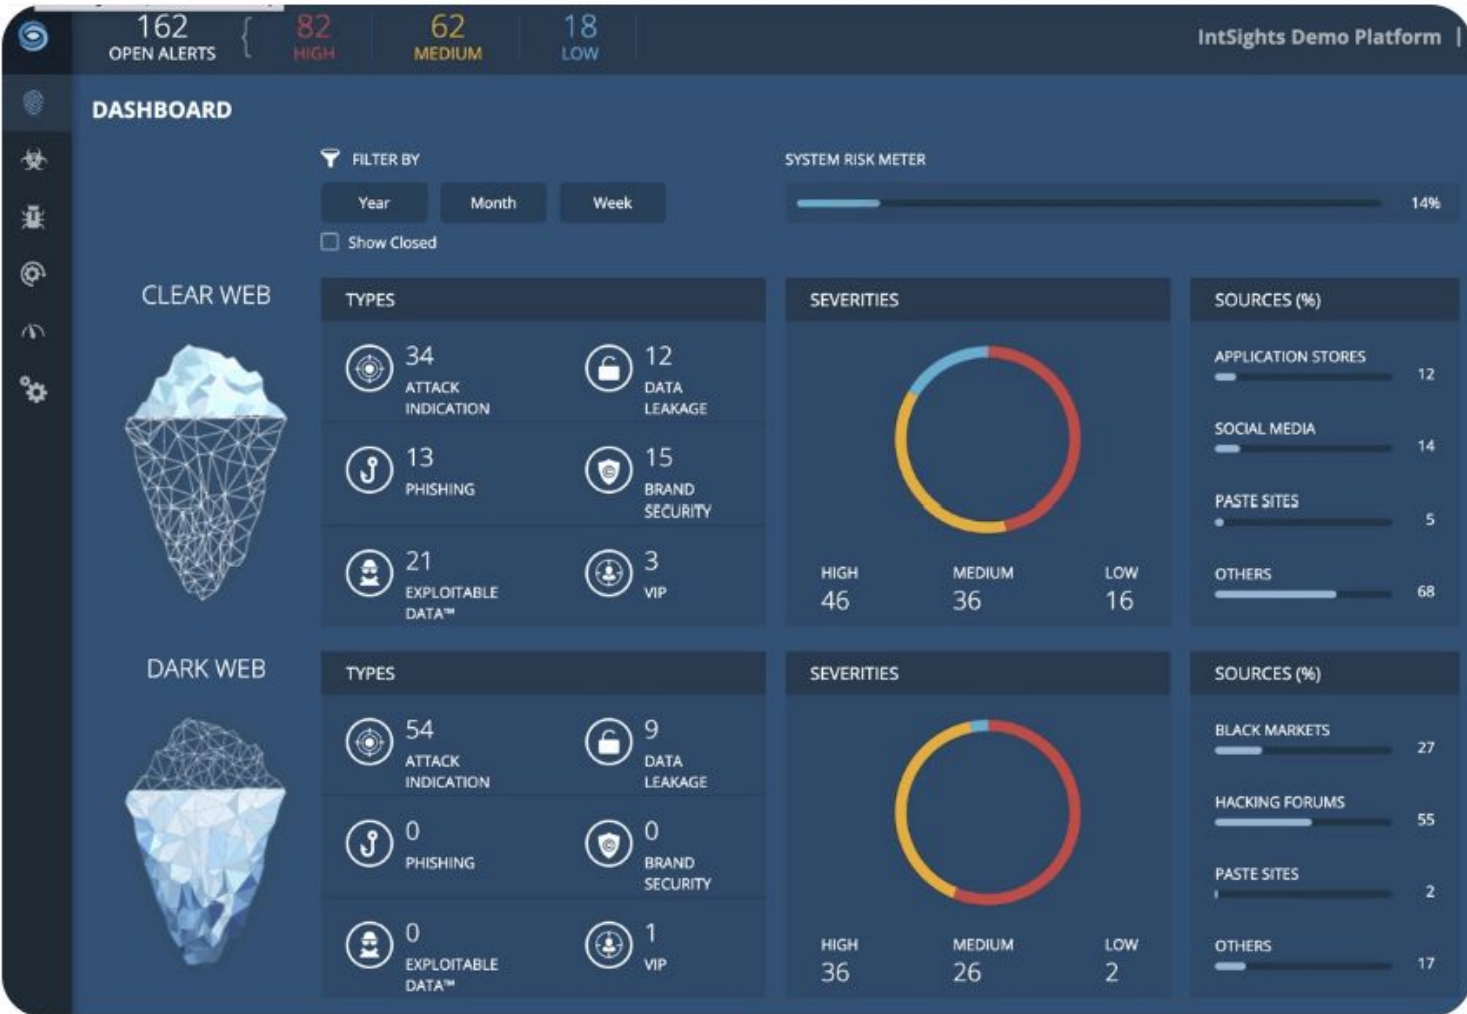 162
OPEN ALERTS
82
HIGH
62
MEDIUM
18
LOW
IntSights Demo Platform |
DASHBOARD
FILTER BY
SYSTEM RISK METER
Year
Month
Week
14%
Show Closed
CLEAR WEB
TYPES
34
ATTACK
INDICATION
12
DATA
LEAKAGE
13
PHISHING
15
BRAND
SECURITY
21
EXPLOITABLE
DATA™
3
VIP
SEVERITIES
HIGH
46
MEDIUM
36
LOW
16
SOURCES (%)
APPLICATION STORES
12
SOCIAL MEDIA
14
PASTE SITES
5
OTHERS
68
DARK WEB
TYPES
54
ATTACK
INDICATION
9
DATA
LEAKAGE
0
PHISHING
0
BRAND
SECURITY
0
EXPLOITABLE
DATA™
1
VIP
SEVERITIES
HIGH
36
MEDIUM
26
LOW
2
SOURCES (%)
BLACK MARKETS
27
HACKING FORUMS
55
PASTE SITES
2
OTHERS
17